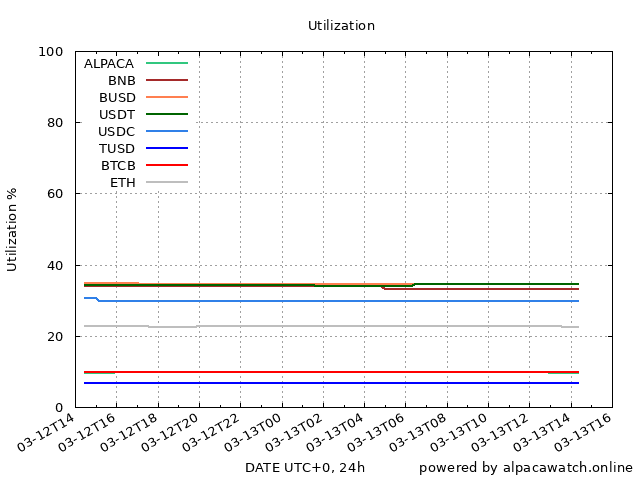 Utilization
100
80
60
40
20
0
Utilization %
ALPACA
BNB
BUSD
USDT
USDC
TUSD
BTCB
ETH
03-12T14
03-12T16
03-12T18
03-12T20
03-12T22
03-13T00
03-13T02
03-13T04
03-13T06
03-13T08
03-13T10
03-13T12
03-13T14
03-13T16
DATE UTC+0, 24h
powered by alpacawatch.online